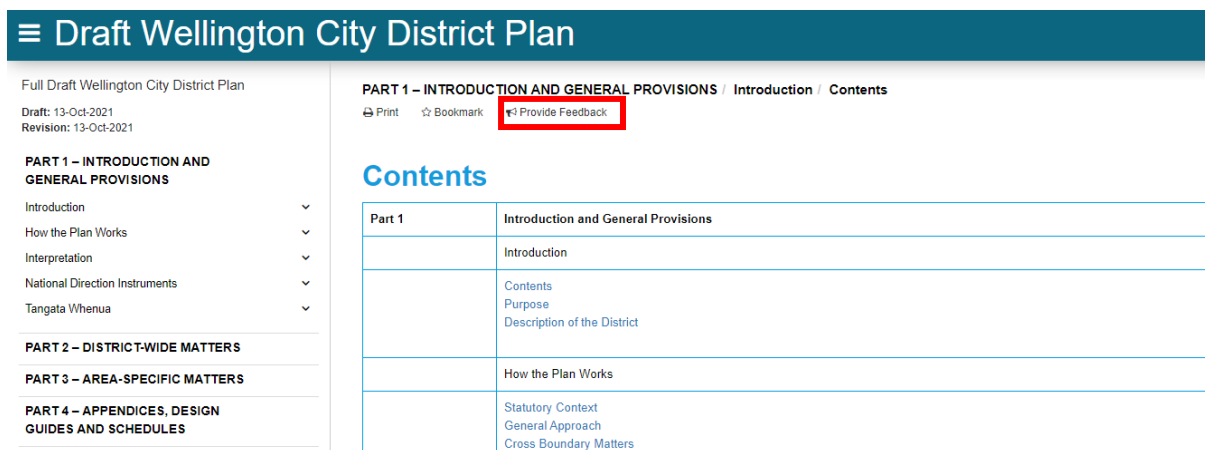 Draft Wellington City District Plan
Full Draft Wellington City District Plan
Draft: 13-Oct-2021
Revision: 13-Oct-2021
PART 1 – INTRODUCTION AND
GENERAL PROVISIONS
Introduction
How the Plan Works
Interpretation
National Direction Instruments
Tangata Whenua
PART 2 – DISTRICT-WIDE MATTERS
PART 3 – AREA-SPECIFIC MATTERS
PART 4 – APPENDICES, DESIGN
GUIDES AND SCHEDULES
PART 1 – INTRODUCTION AND GENERAL PROVISIONS / Introduction / Contents
Print Bookmark Provide Feedback
Contents
Part 1 Introduction and General Provisions
Introduction
Contents
Purpose
Description of the District
How the Plan Works
Statutory Context
General Approach
Cross Boundary Matters